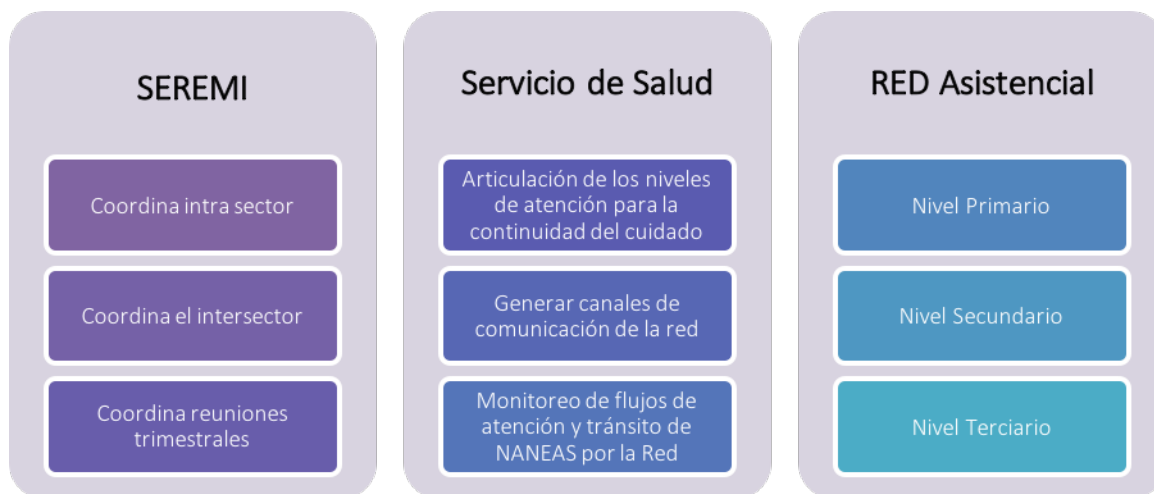 SEREMI
Coordina intra sector
Coordina el intersector
Coordina reuniones
trimestrales
Servicio de Salud
Articulación de los niveles
de atención para la
continuidad del cuidado
Generar canales de
comunicación de la red
Monitoreo de flujos de
atención y tránsito de
NANEAS por la Red
RED Asistencial
Nivel Primario
Nivel Secundario
Nivel Terciario